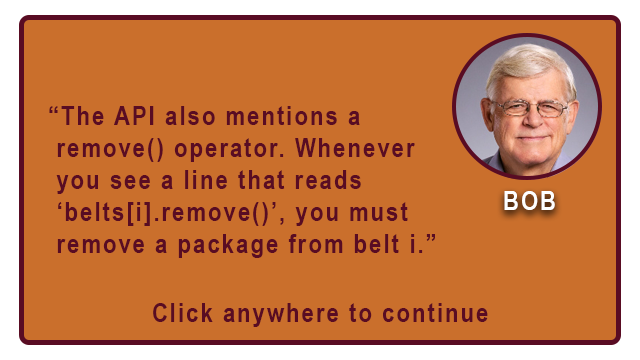 “The API also mentions a
remove() operator. Whenever
you see a line that reads
‘belts[i].remove()’, you must
remove a package from belt i.”
BOB
Click anywhere to continue